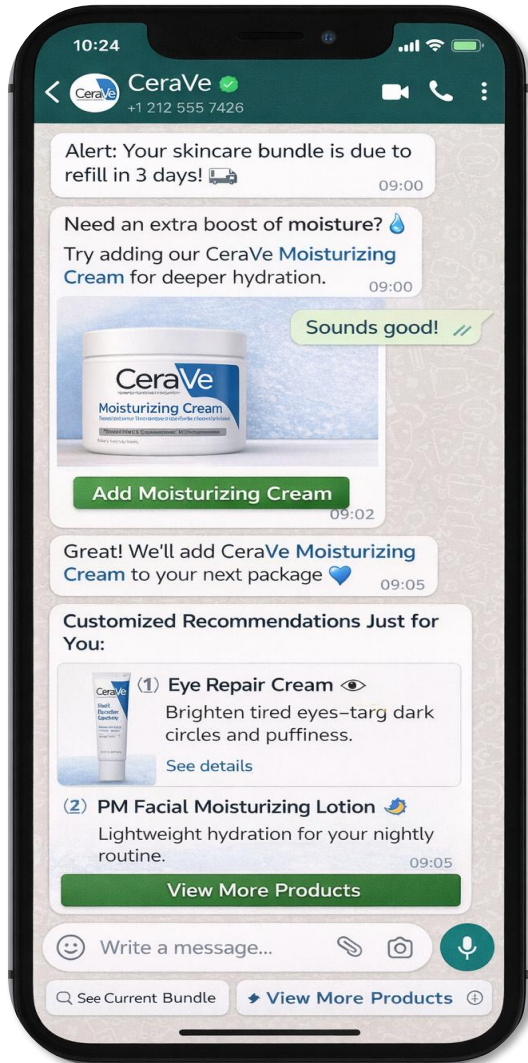 10:24
CeraVe
CeraVe
+1 212 555 7426
Alert: Your skincare bundle is due to
refill in 3 days!
09:00
Need an extra boost of moisture?
Try adding our CeraVe Moisturizing
Cream for deeper hydration.
09:00
Sounds good!
CeraVe
Moisturizing Cream
Add Moisturizing Cream
09:02
Great! We'll add CeraVe Moisturizing
Cream to your next package 💙
09:05
Customized Recommendations Just for
You:
CeraVe
(1) Eye Repair Cream
Brighten tired eyes–targ dark
circles and puffiness.
See details
(2) PM Facial Moisturizing Lotion
Lightweight hydration for your nightly
routine.
09:05
View More Products
Write a message...
See Current Bundle
View More Products